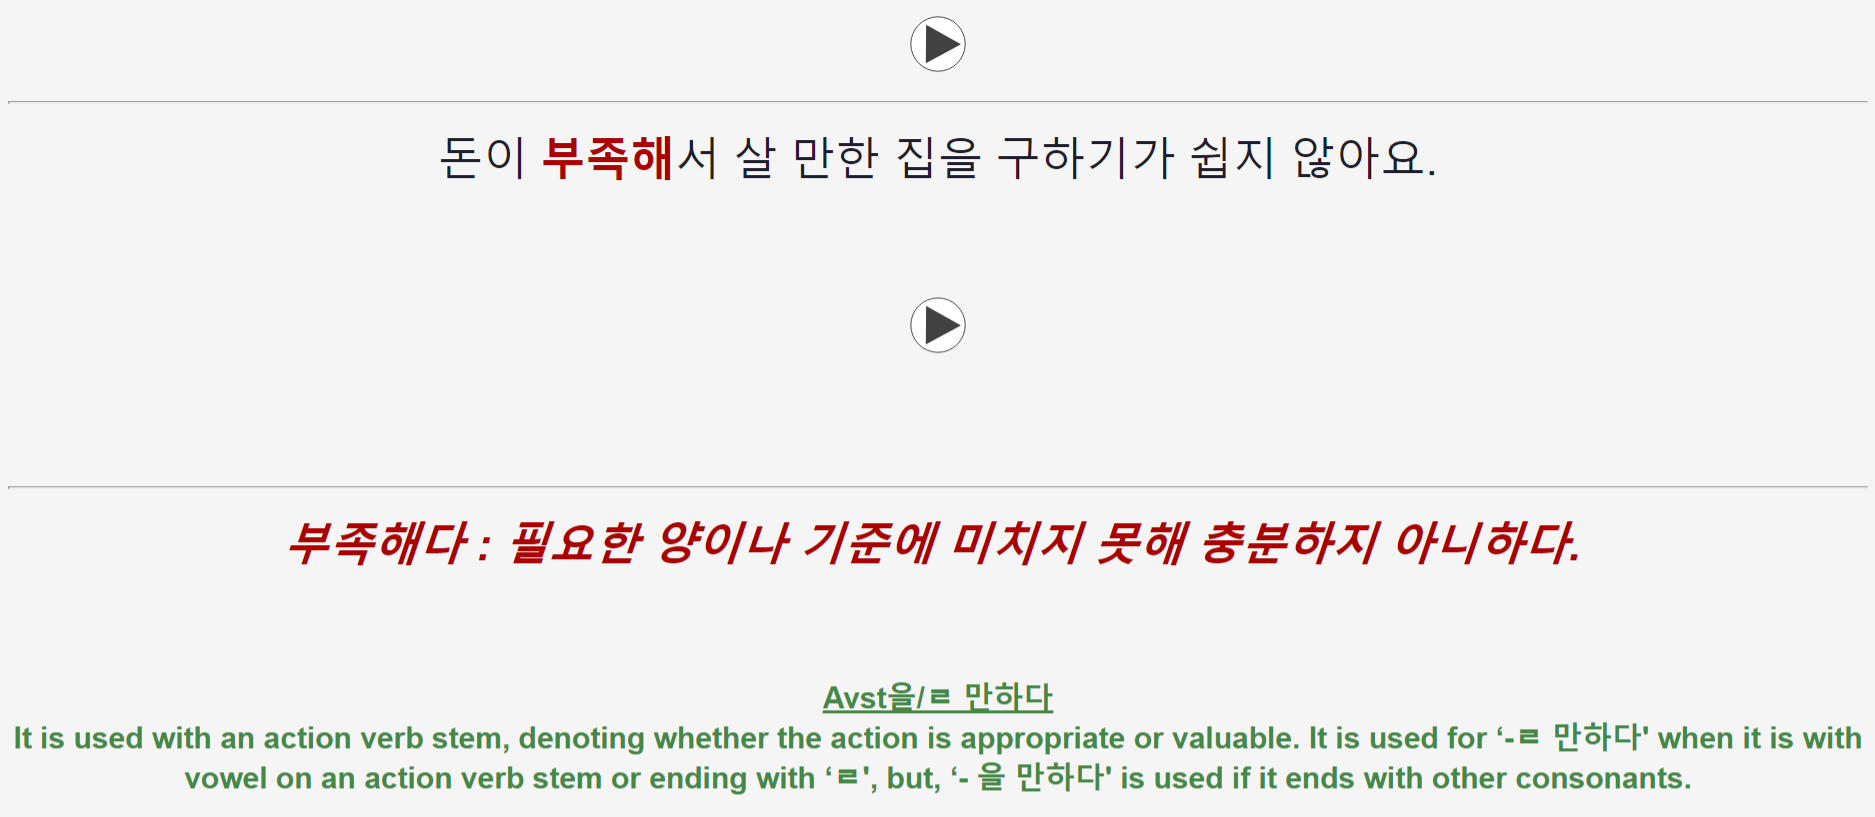 돈이 부족해서 살 만한 집을 구하기가 쉽지 않아요.
부족해다 : 필요한 양이나 기준에 미치지 못해 충분하지 아니하다.
Avst을/ㄹ 만하다
It is used with an action verb stem, denoting whether the action is appropriate or valuable. It is used for ‘-ㄹ 만하다' when it is with
vowel on an action verb stem or ending with ‘ㄹ', but, ‘- 을 만하다' is used if it ends with other consonants.